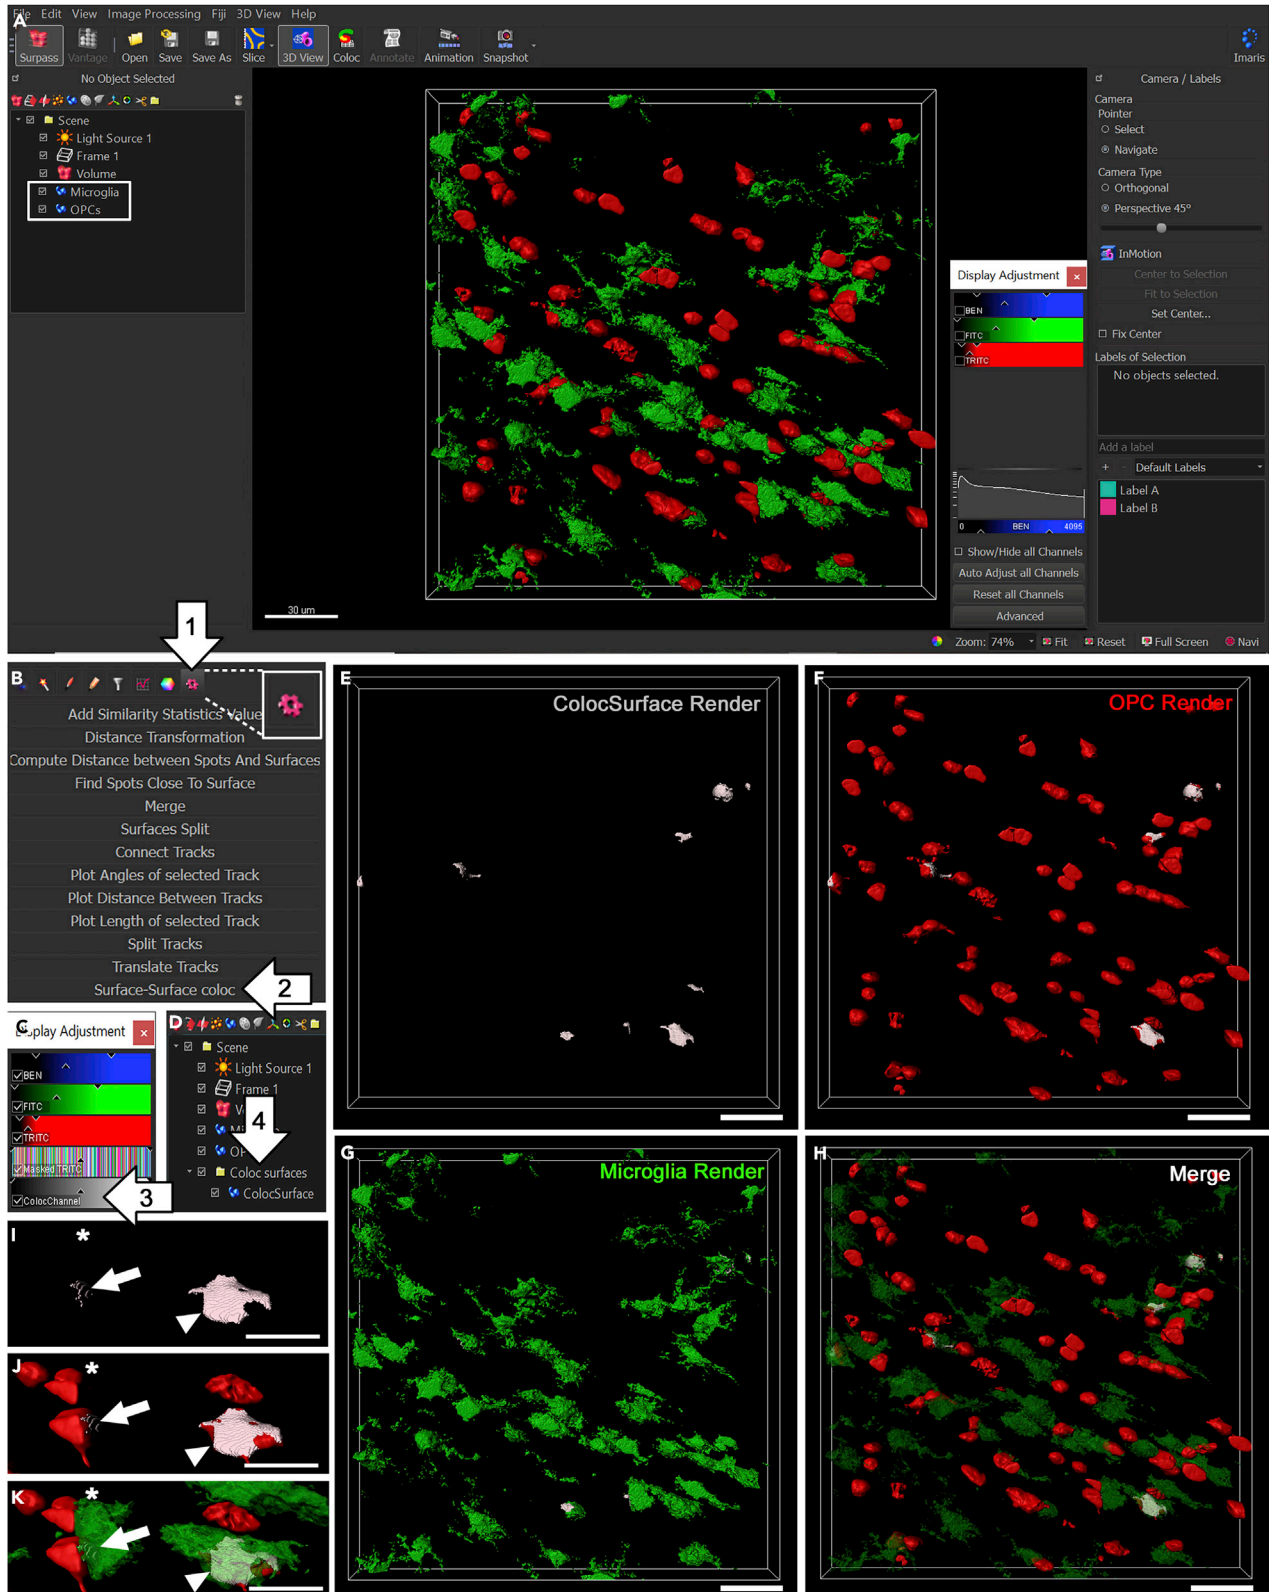 A
File Edit View Image Processing Fiji 3D View Help
Surpass Vantage Open Save Save As Slice 3D View Coloc Annotate Animation Snapshot Imaris
No Object Selected
Scene
Light Source 1
Frame 1
Volume
Microglia
OPCs
30 um
Display Adjustment
BEN
FITC
TRITC
0 BEN 4095
Show/Hide all Channels
Auto Adjust all Channels
Reset all Channels
Advanced
Camera / Labels
Camera
Pointer
Select
Navigate
Camera Type
Orthogonal
Perspective 45°
InMotion
Center to Selection
Fit to Selection
Set Center...
Fix Center
Labels of Selection
No objects selected.
Add a label
+ - Default Labels
Label A
Label B
Zoom: 74% Fit Reset Full Screen Navi
1
B
Add Similarity Statistics Value
Distance Transformation
Compute Distance between Spots And Surfaces
Find Spots Close To Surface
Merge
Surfaces Split
Connect Tracks
Plot Angles of selected Track
Plot Distance Between Tracks
Plot Length of selected Track
Split Tracks
Translate Tracks
Surface-Surface coloc
2
C
Display Adjustment
BEN
FITC
TRITC
Masked TRITC
ColocChannel
3
D
Scene
Light Source 1
Frame 1
4
Coloc surfaces
ColocSurface
E
ColocSurface Render
F
OPC Render
G
Microglia Render
H
Merge
I
*
J
*
K
*